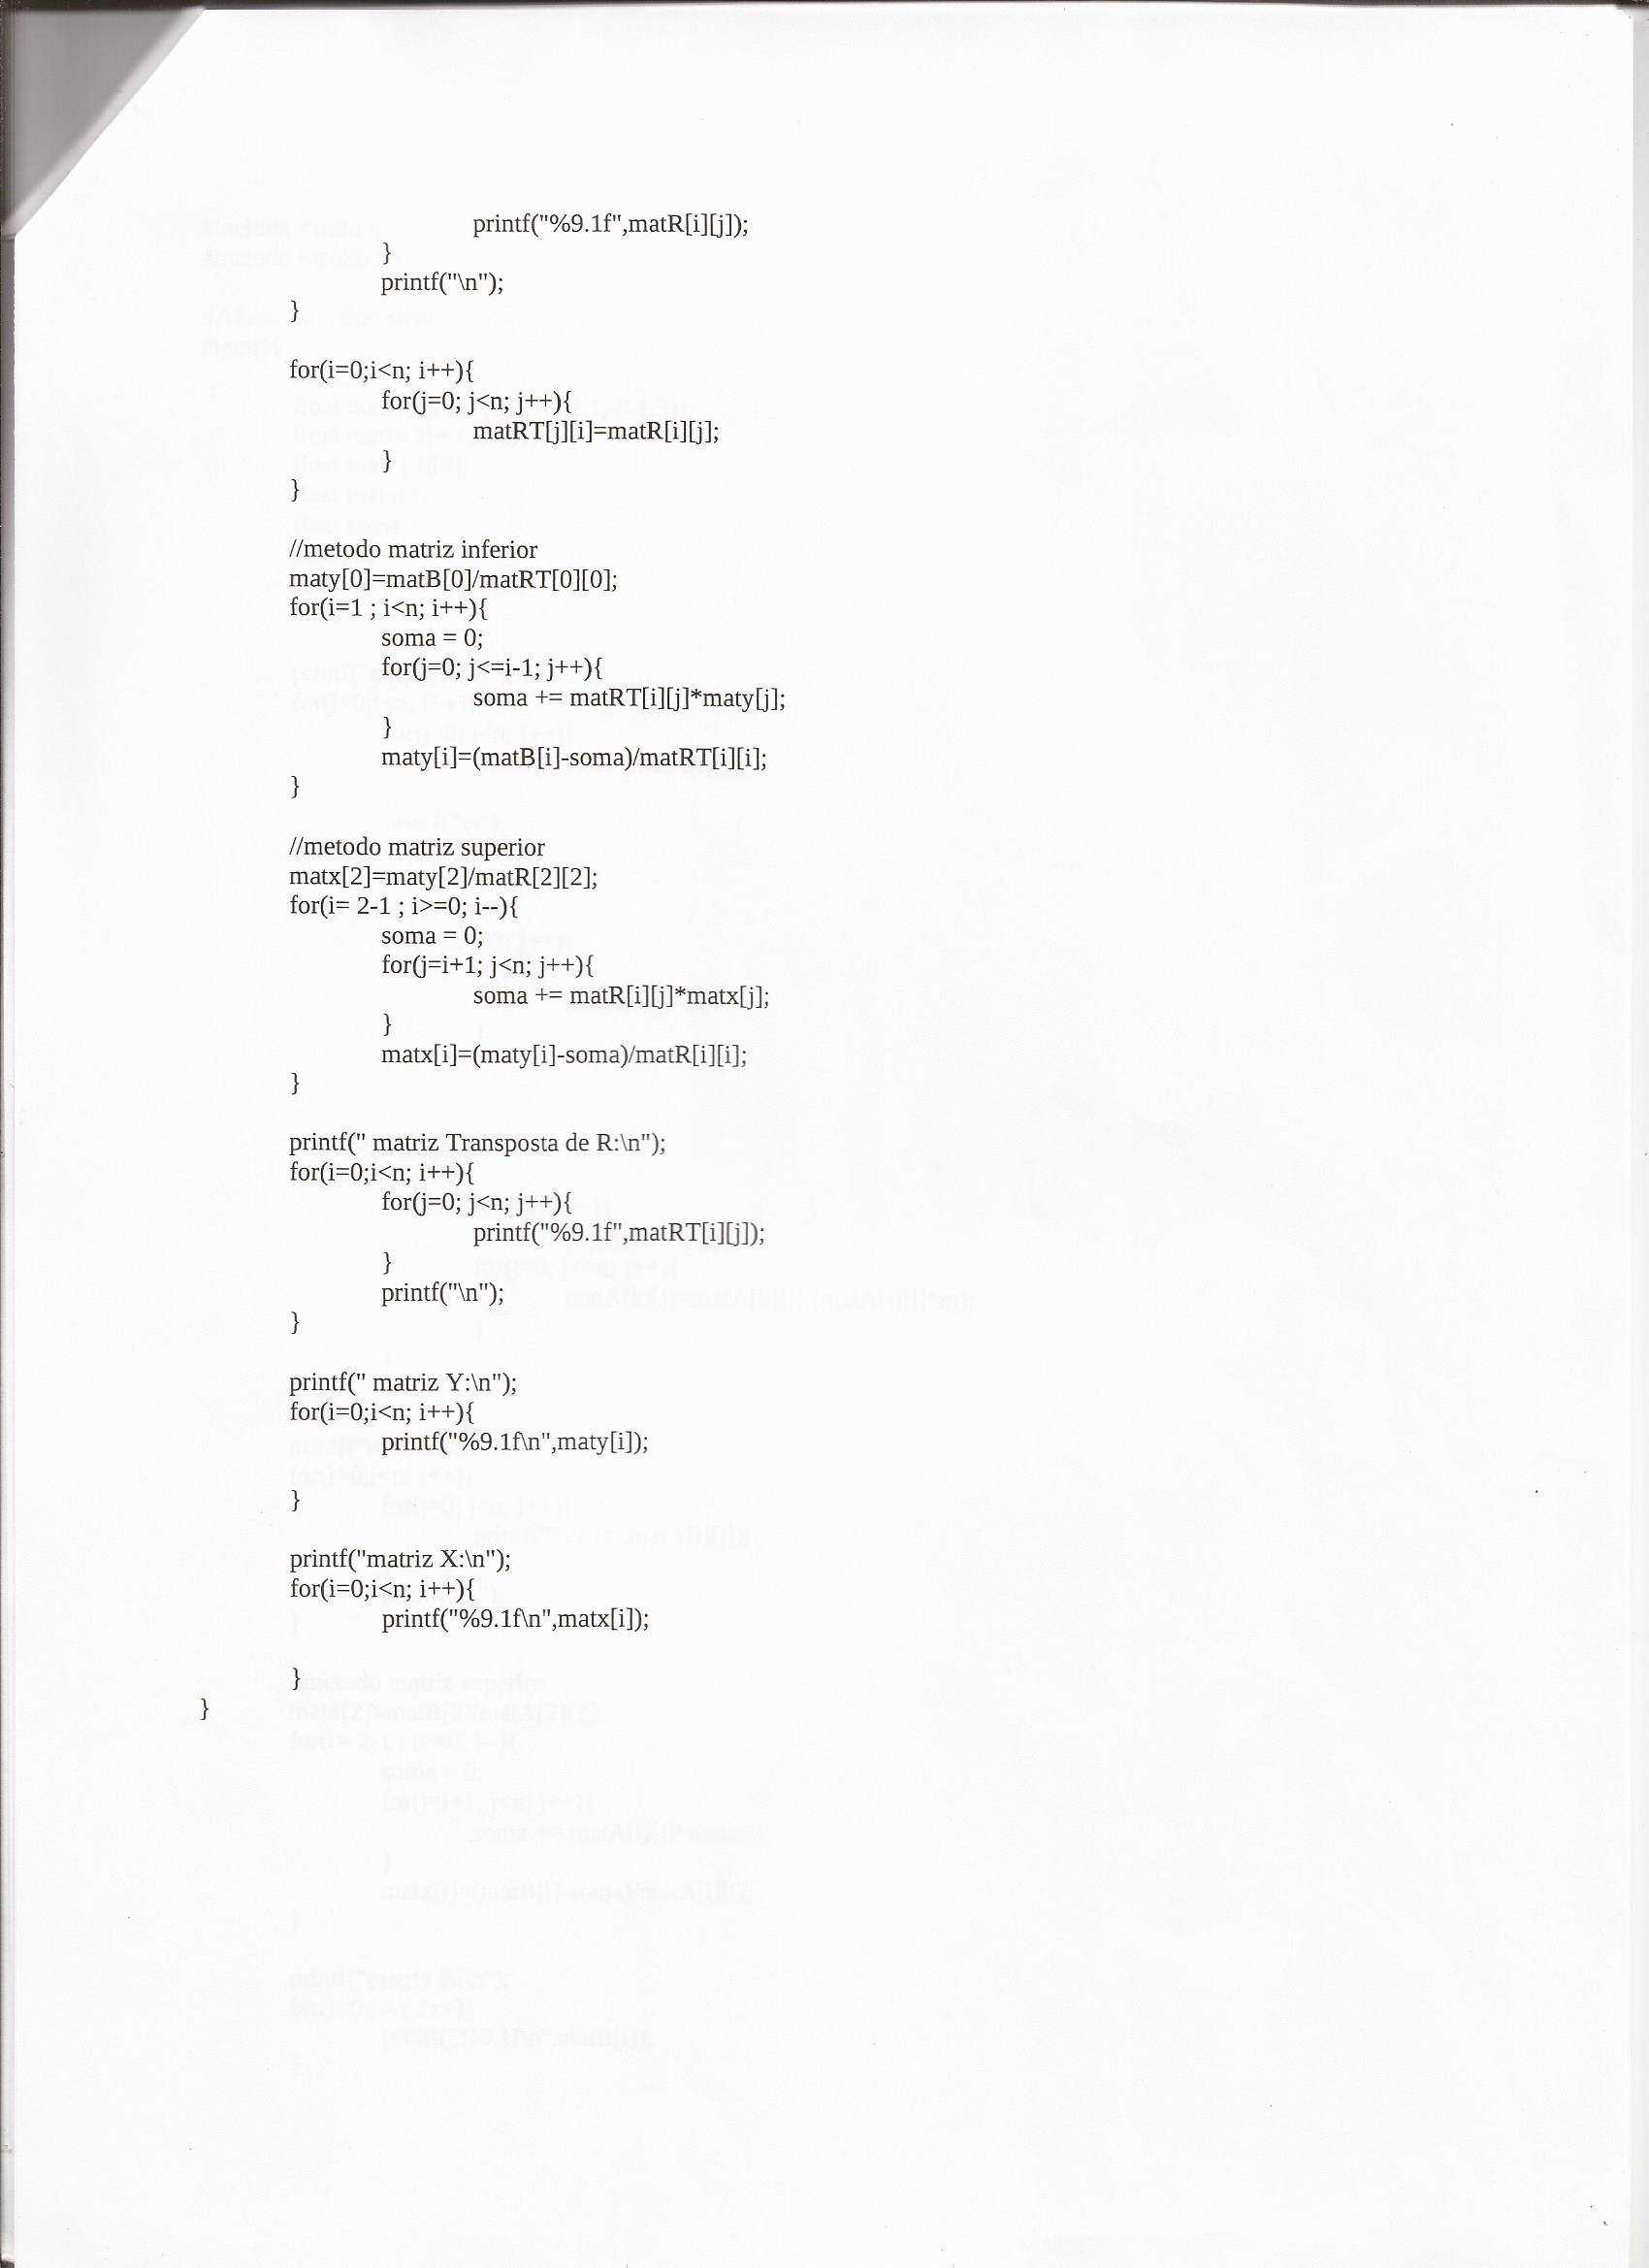 printf("%9.1f",matR[i][j]);
}
printf("\n");
}
for(i=0;i<n; i++){
for(j=0; j<n; j++){
matRT[j][i]=matR[i][j];
}
}
//metodo matriz inferior
maty[0]=matB[0]/matRT[0][0];
for(i=1 ; i<n; i++){
soma = 0;
for(j=0; j<=i-1; j++){
soma += matRT[i][j]*maty[j];
}
maty[i]=(matB[i]-soma)/matRT[i][i];
}
//metodo matriz superior
matx[2]=maty[2]/matR[2][2];
for(i= 2-1 ; i>=0; i--){
soma = 0;
for(j=i+1; j<n; j++){
soma += matR[i][j]*matx[j];
}
matx[i]=(maty[i]-soma)/matR[i][i];
}
printf(" matriz Transposta de R:\n");
for(i=0;i<n; i++){
for(j=0; j<n; j++){
printf("%9.1f",matRT[i][j]);
}
printf("\n");
}
printf(" matriz Y:\n");
for(i=0;i<n; i++){
printf("%9.1f\n",maty[i]);
}
printf("matriz X:\n");
for(i=0;i<n; i++){
printf("%9.1f\n",matx[i]);
}
}